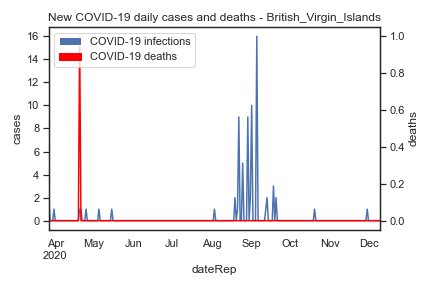 New COVID-19 daily cases and deaths - British_Virgin_Islands
COVID-19 infections
COVID-19 deaths
16
14
12
10
8
6
4
2
0
cases
1.0
0.8
0.6
0.4
0.2
0.0
deaths
Apr May Jun Jul Aug Sep Oct Nov Dec
2020
dateRep